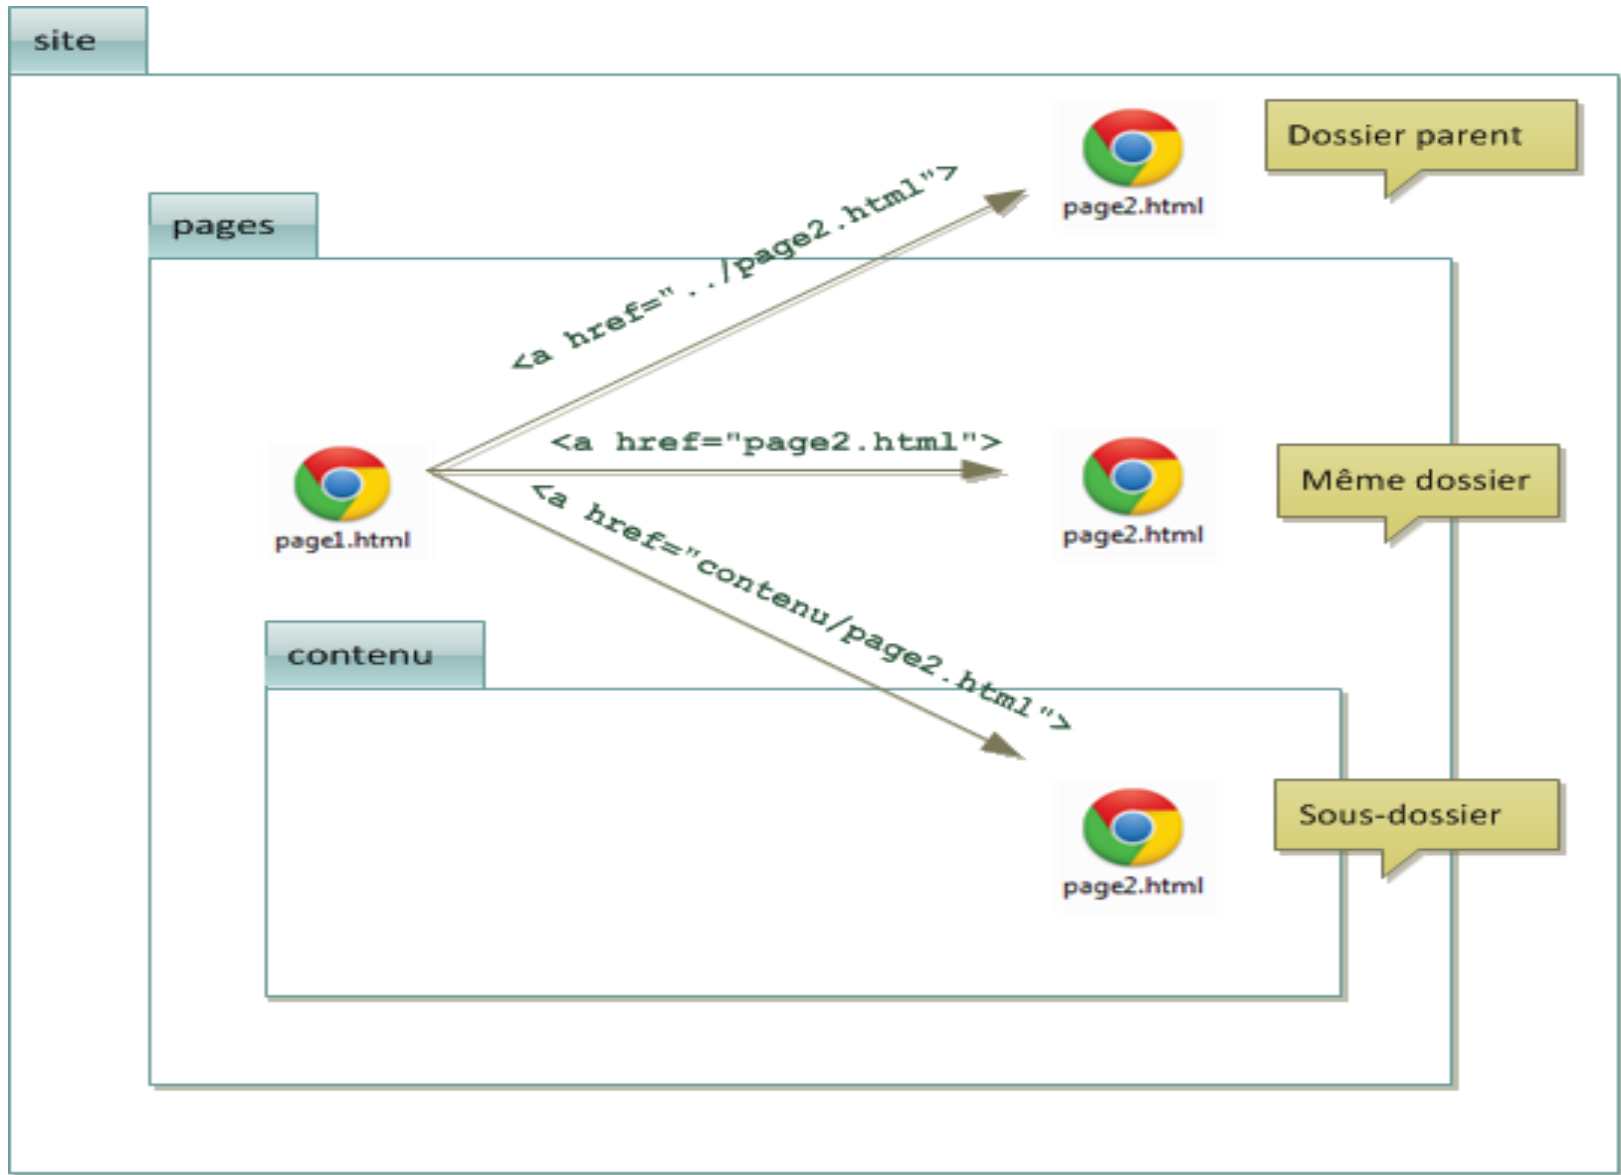 site
Dossier parent
page2.html
<a href="../page2.html">
pages
<a href="page2.html">
page1.html
page2.html
Même dossier
<a href="contenu/page2.html">
contenu
page2.html
Sous-dossier